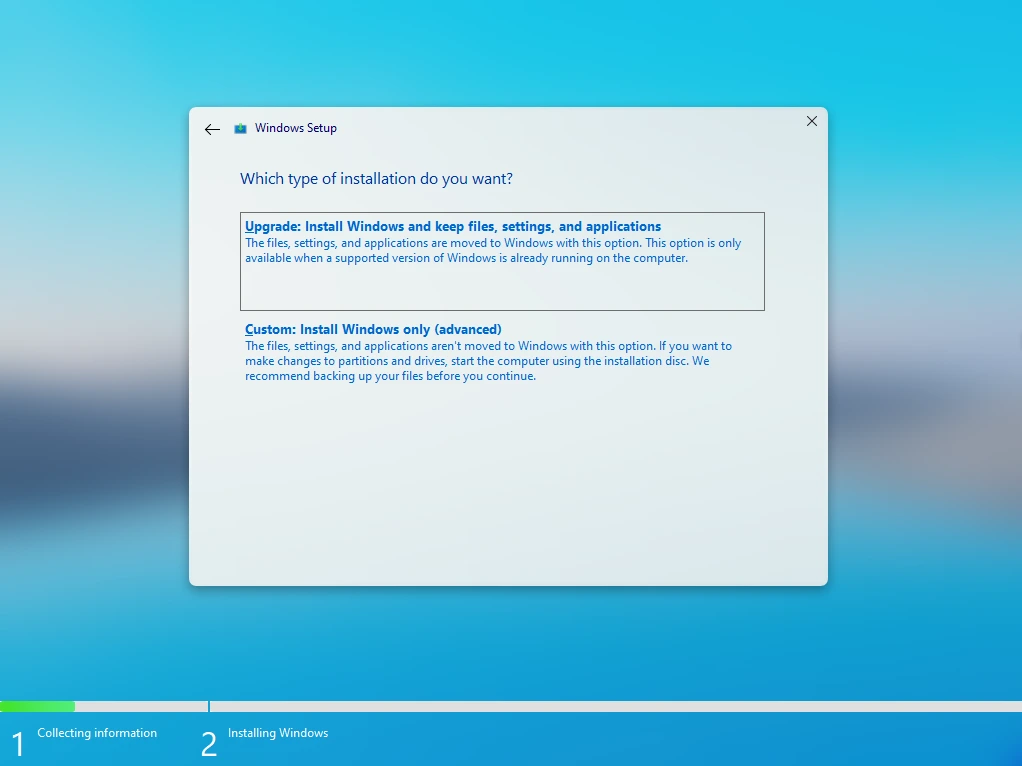 Windows Setup
Which type of installation do you want?
Upgrade: Install Windows and keep files, settings, and applications
The files, settings, and applications are moved to Windows with this option. This option is only
available when a supported version of Windows is already running on the computer.
Custom: Install Windows only (advanced)
The files, settings, and applications aren't moved to Windows with this option. If you want to
make changes to partitions and drives, start the computer using the installation disc. We
recommend backing up your files before you continue.
1 Collecting information
2 Installing Windows